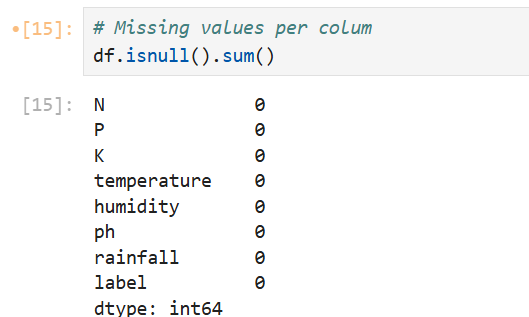 [15]: # Missing values per colum
df.isnull().sum()
[15]: N 0
P 0
K 0
temperature 0
humidity 0
ph 0
rainfall 0
label 0
dtype: int64